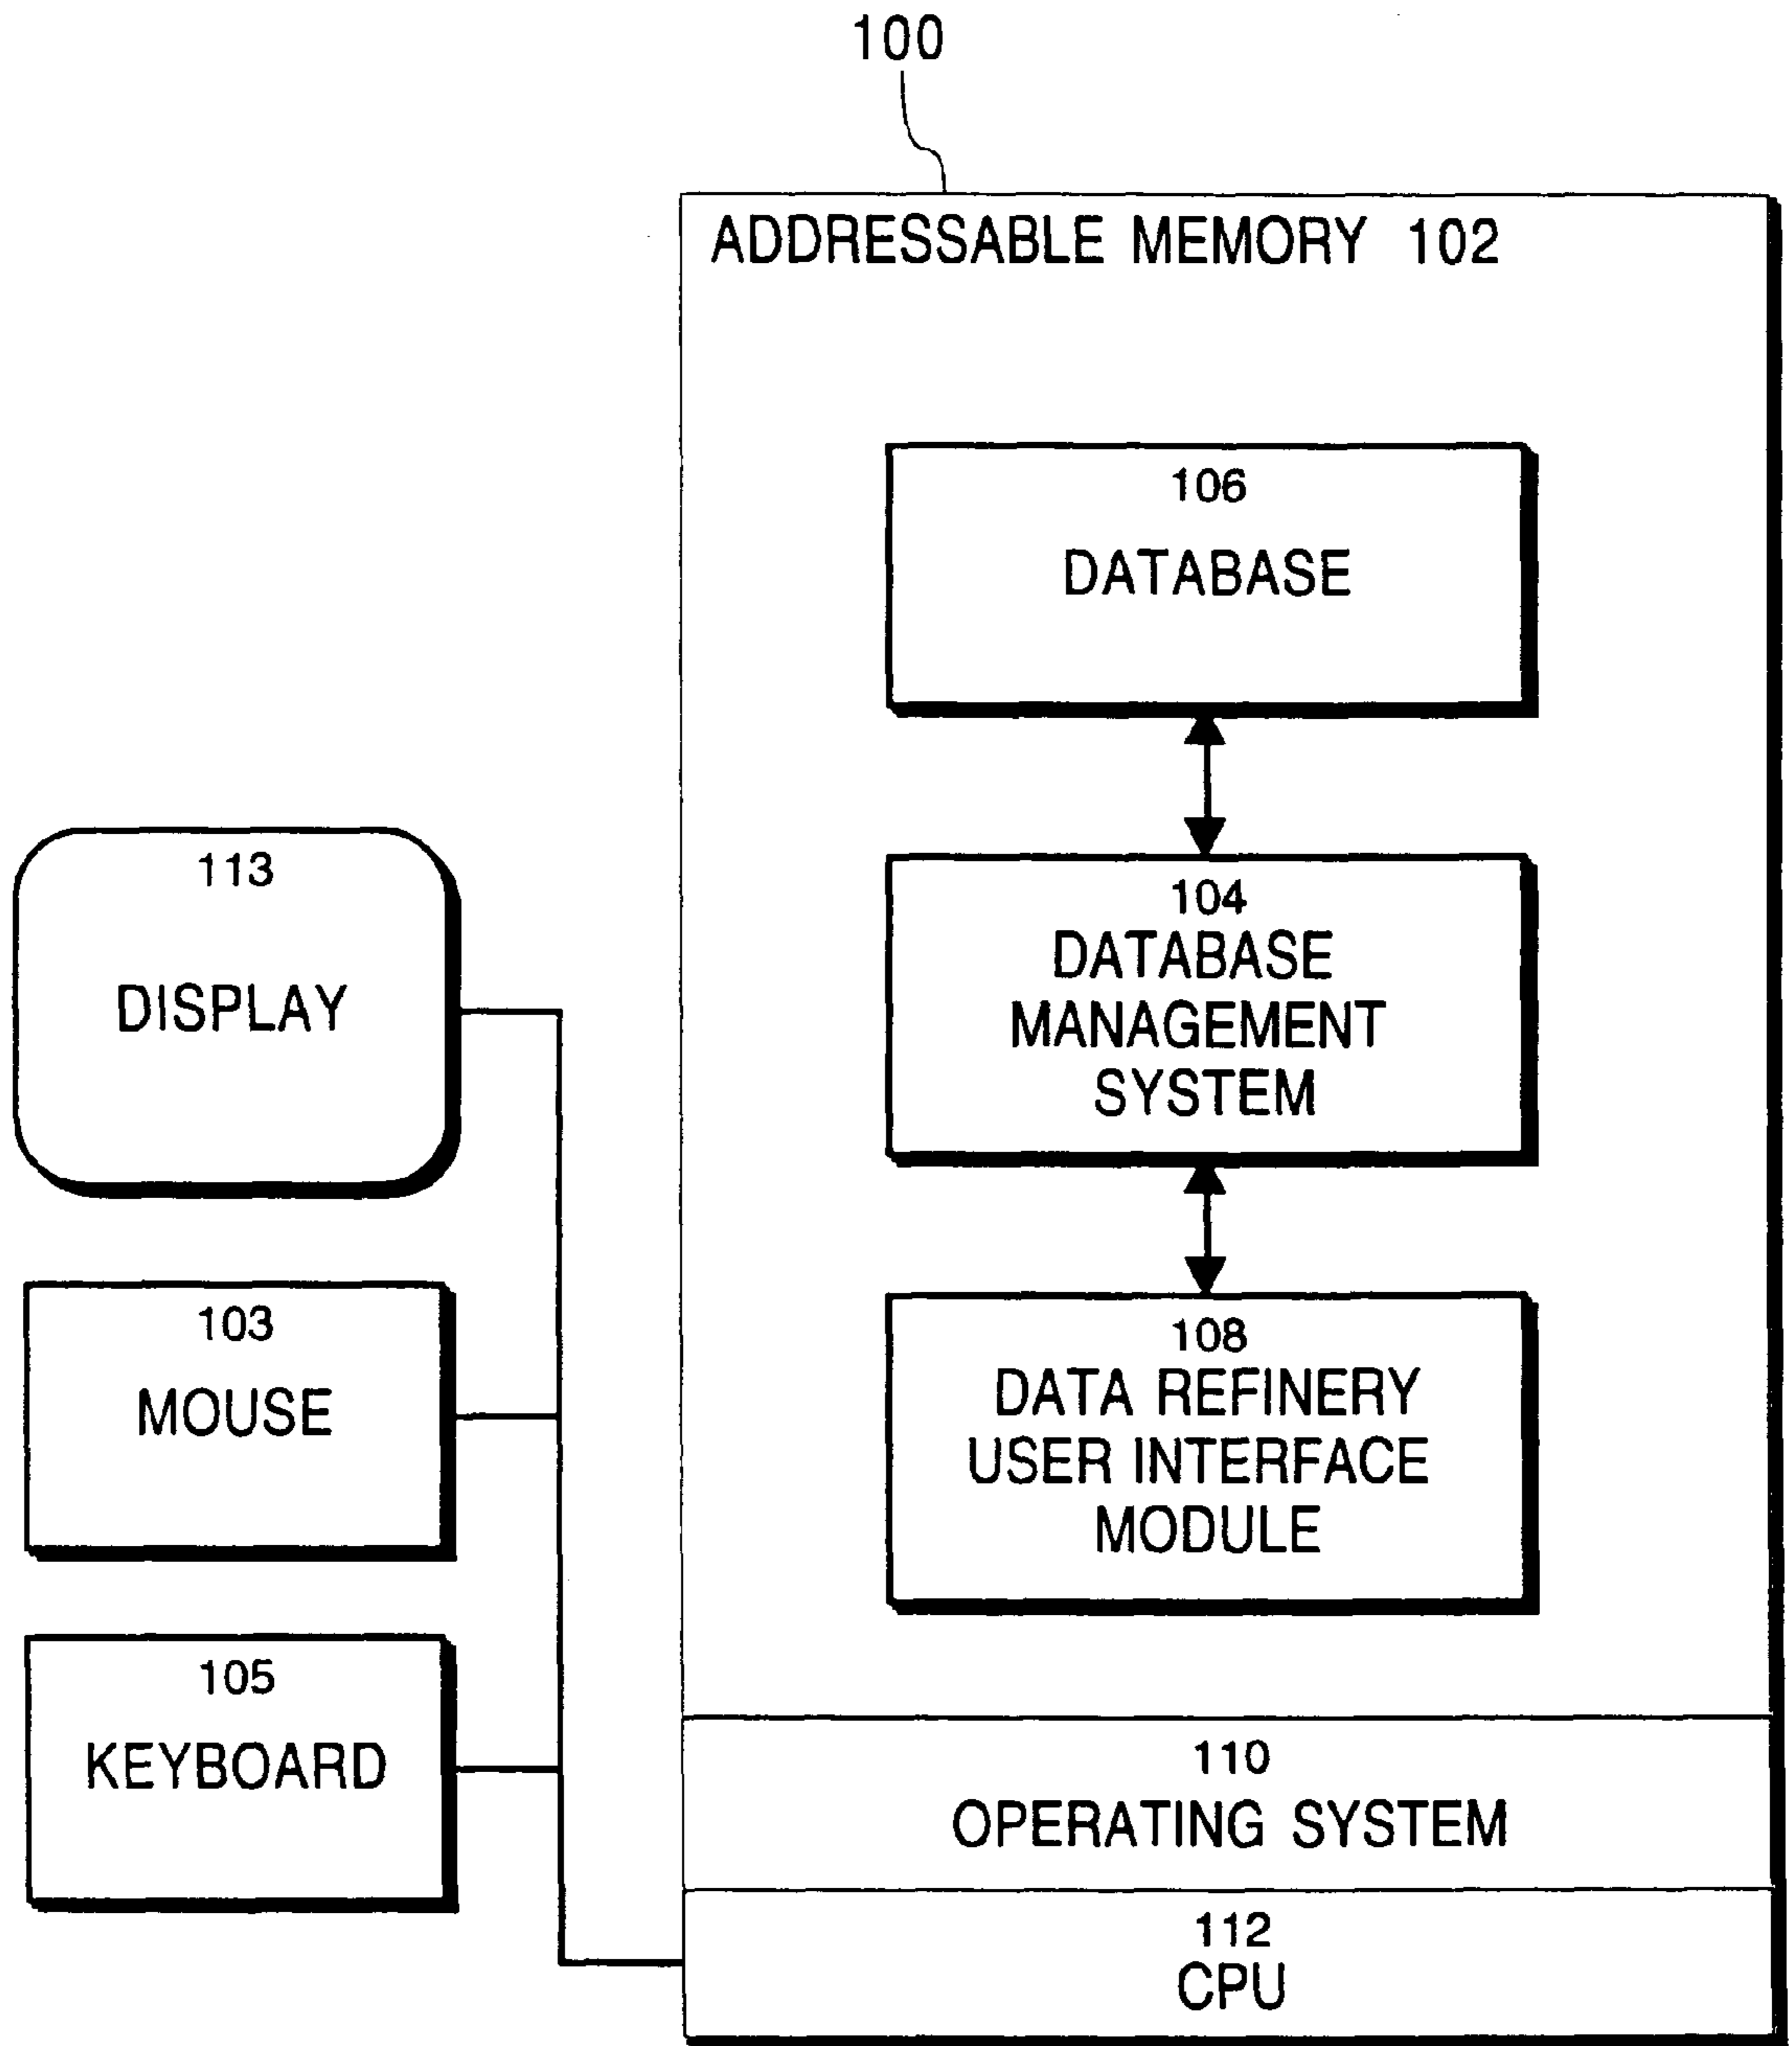 100
ADDRESSABLE MEMORY 102
106
DATABASE
104
DATABASE
MANAGEMENT
SYSTEM
108
DATA REFINERY
USER INTERFACE
MODULE
110
OPERATING SYSTEM
112
CPU
113
DISPLAY
103
MOUSE
105
KEYBOARD